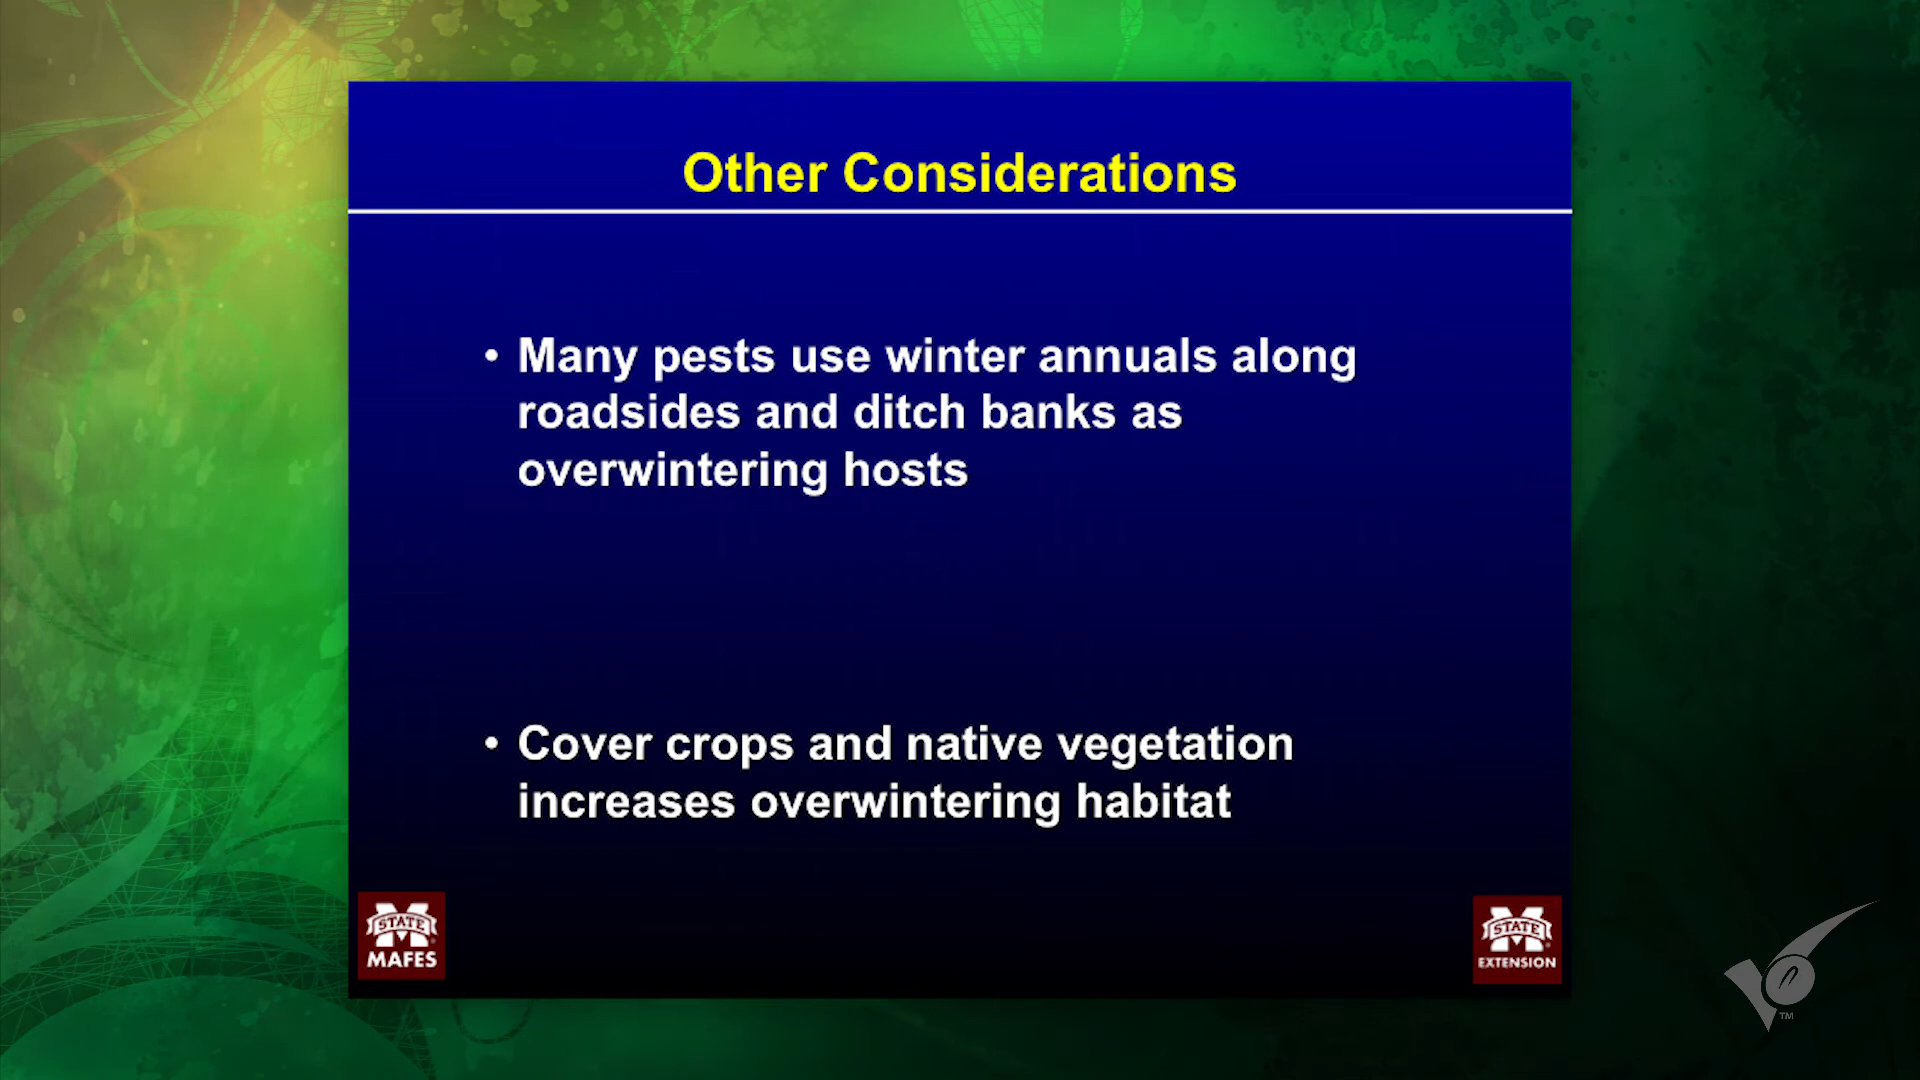 Other Considerations
• Many pests use winter annuals along
roadsides and ditch banks as
overwintering hosts
• Cover crops and native vegetation
increases overwintering habitat
STATE
MAFES
STATE
EXTENSION
TM